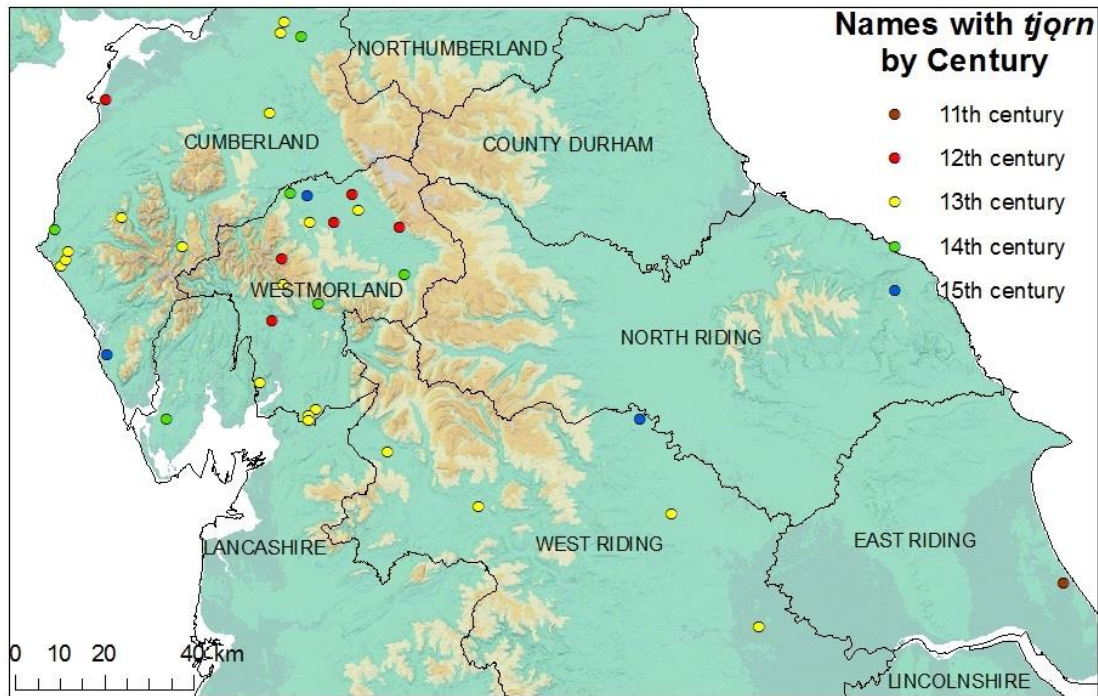 Names with tjǫrn
by Century
11th century
12th century
13th century
14th century
15th century
NORTHUMBERLAND
CUMBERLAND
COUNTY DURHAM
WESTMORLAND
NORTH RIDING
LANCASHIRE
WEST RIDING
EAST RIDING
LINCOLNSHIRE
0 10 20 40 km